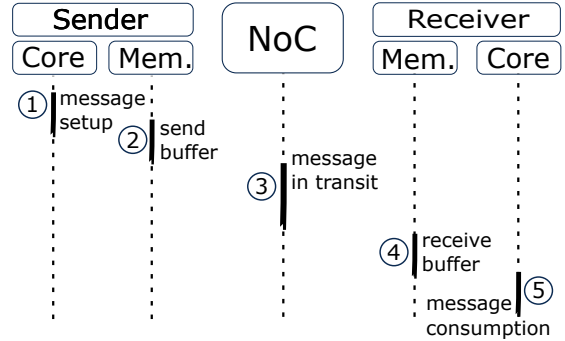 Sender
NoC
Receiver
Core
Mem.
Mem.
Core
1
message
setup
2
send
buffer
3
message
in transit
4
receive
buffer
5
message
consumption